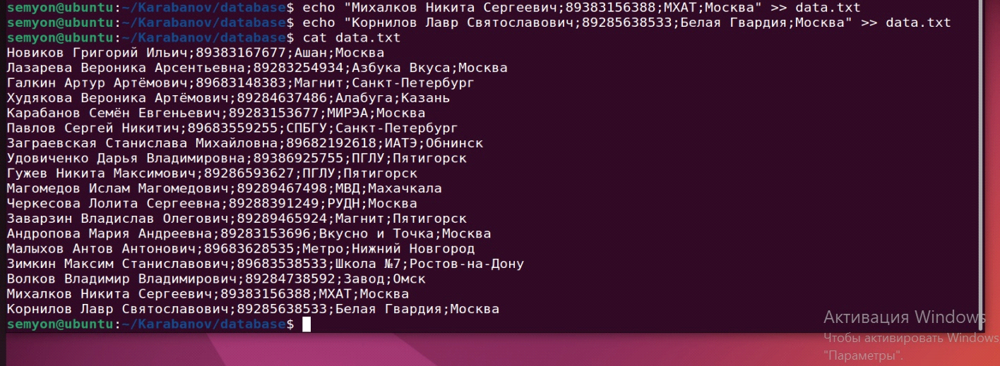 semyon@ubuntu:~/Karabanov/database$ echo "Михалков Никита Сергеевич;89383156388;МХАТ;Москва" >> data.txt
semyon@ubuntu:~/Karabanov/database$ echo "Корнилов Лавр Святославович;89285638533;Белая Гвардия;Москва" >> data.txt
semyon@ubuntu:~/Karabanov/database$ cat data.txt
Новиков Григорий Ильич;89383167677;Ашан;Москва
Лазарева Вероника Арсентьевна;89283254934;Азбука Вкуса;Москва
Галкин Артур Артёмович;89683148383;Магнит;Санкт-Петербург
Худякова Вероника Артёмович;89284637486;Алабуга;Казань
Карабанов Семён Евгеньевич;89283153677;МИРЭА;Москва
Павлов Сергей Никитич;89683559255;СПБГУ;Санкт-Петербург
Заграевская Станислава Михайловна;89682192618;ИАТЭ;Обнинск
Удовиченко Дарья Владимировна;89386925755;ПГЛУ;Пятигорск
Гужев Никита Максимович;89286593627;ПГЛУ;Пятигорск
Магомедов Ислам Магомедович;89289467498;МВД;Махачкала
Черкесова Лолита Сергеевна;89288391249;РУДН;Москва
Заварзин Владислав Олегович;89289465924;Магнит;Пятигорск
Андропова Мария Андреевна;89283153696;Вкусно и Точка;Москва
Малыхов Антов Антонович;89683628535;Метро;Нижний Новгород
Зимкин Максим Станиславович;89683538533;Школа №7;Ростов-на-Дону
Волков Владимир Владимирович;89284738592;Завод;Омск
Михалков Никита Сергеевич;89383156388;МХАТ;Москва
Корнилов Лавр Святославович;89285638533;Белая Гвардия;Москва
semyon@ubuntu:~/Karabanov/database$
Активация Windows
Чтобы активировать Windows,
"Параметры".